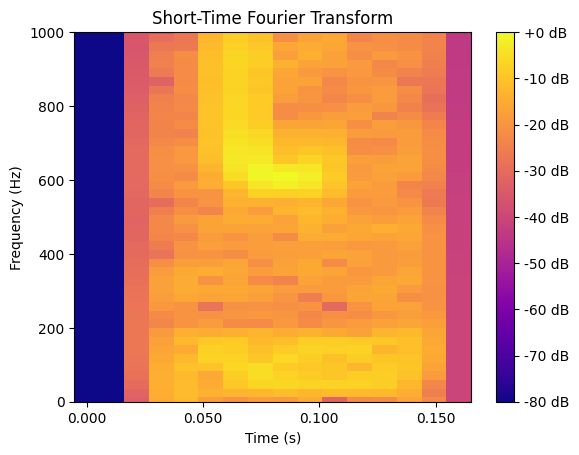 Short-Time Fourier Transform
1000
800
600
400
200
0
Frequency (Hz)
0.000
0.050
0.100
0.150
Time (s)
+0 dB
-10 dB
-20 dB
-30 dB
-40 dB
-50 dB
-60 dB
-70 dB
-80 dB